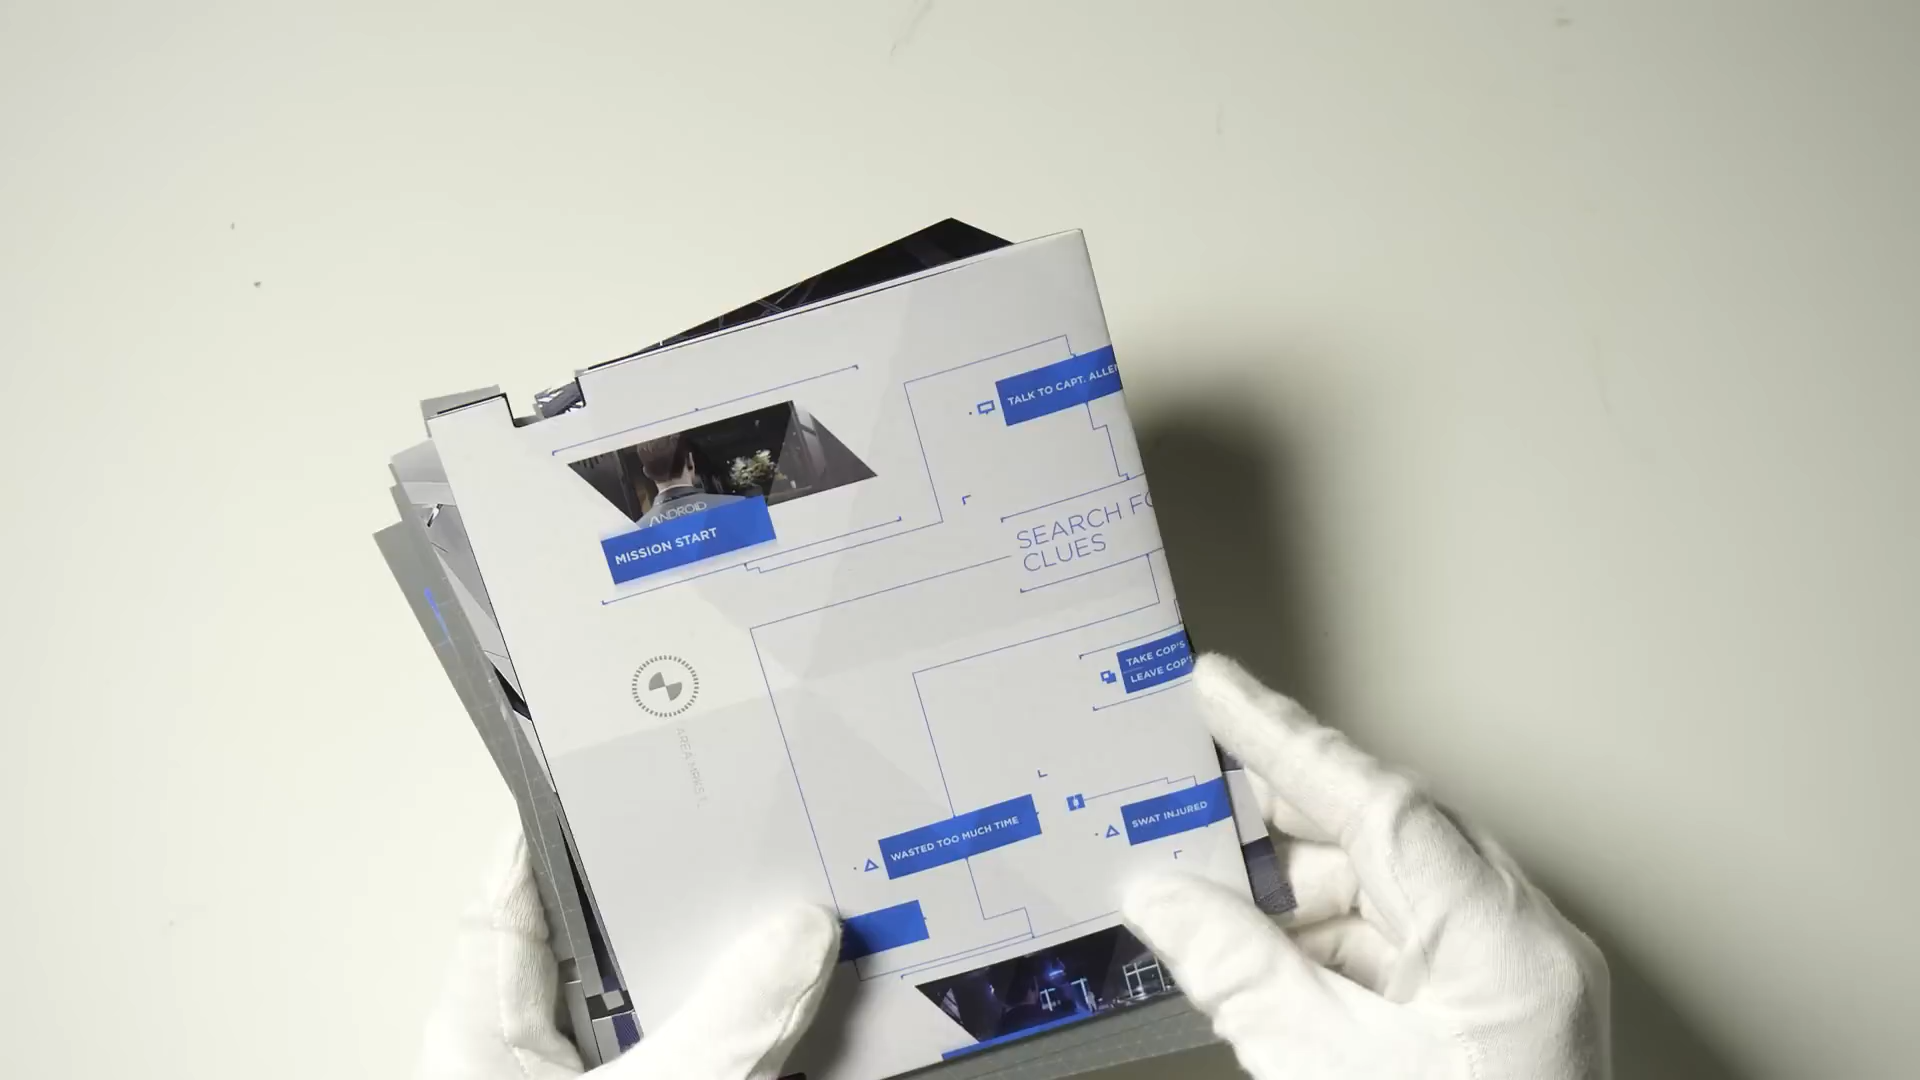 TALK TO CAPT. ALLE
ANDROID
MISSION START
SEARCH FO
CLUES
TAKE COP'S
LEAVE COP'
WASTED TOO MUCH TIME
SWAT INJURED